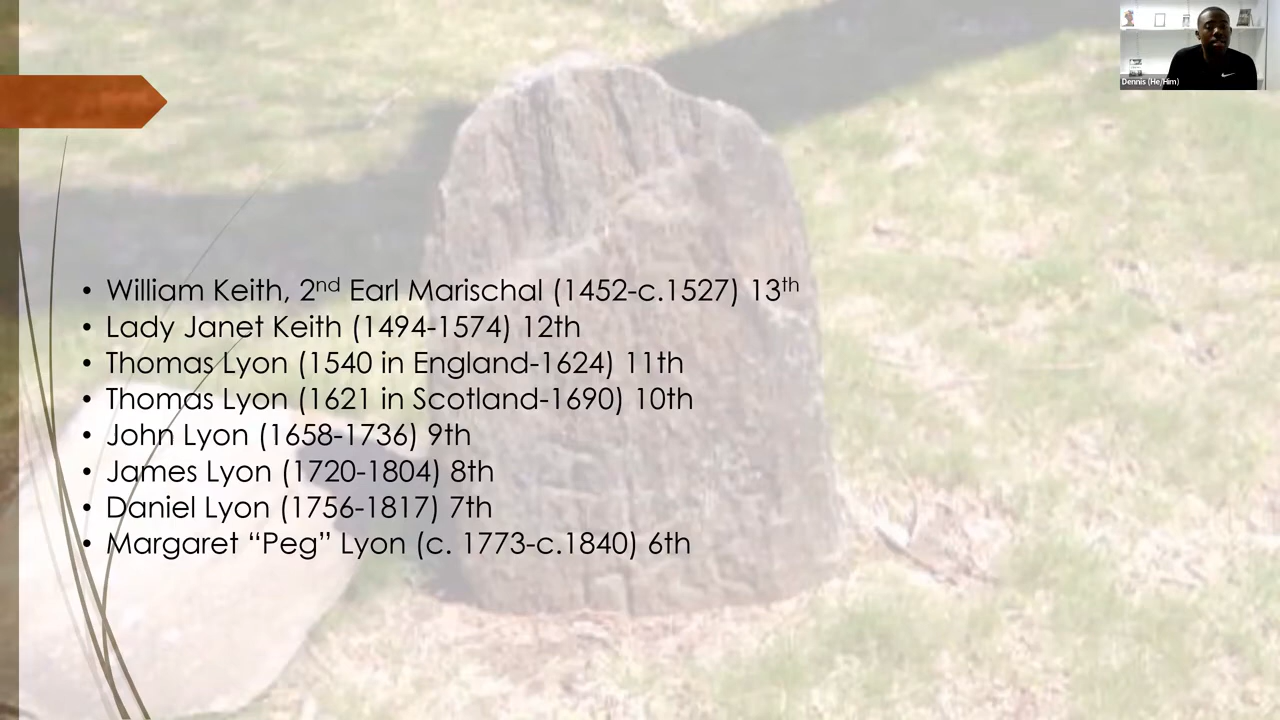 Dennis (He/Him)
• William Keith, 2nd Earl Marischal (1452-c.1527) 13th
• Lady Janet Keith (1494-1574) 12th
• Thomas Lyon (1540 in England-1624) 11th
• Thomas Lyon (1621 in Scotland-1690) 10th
• John Lyon (1658-1736) 9th
• James Lyon (1720-1804) 8th
• Daniel Lyon (1756-1817) 7th
• Margaret “Peg” Lyon (c. 1773-c.1840) 6th